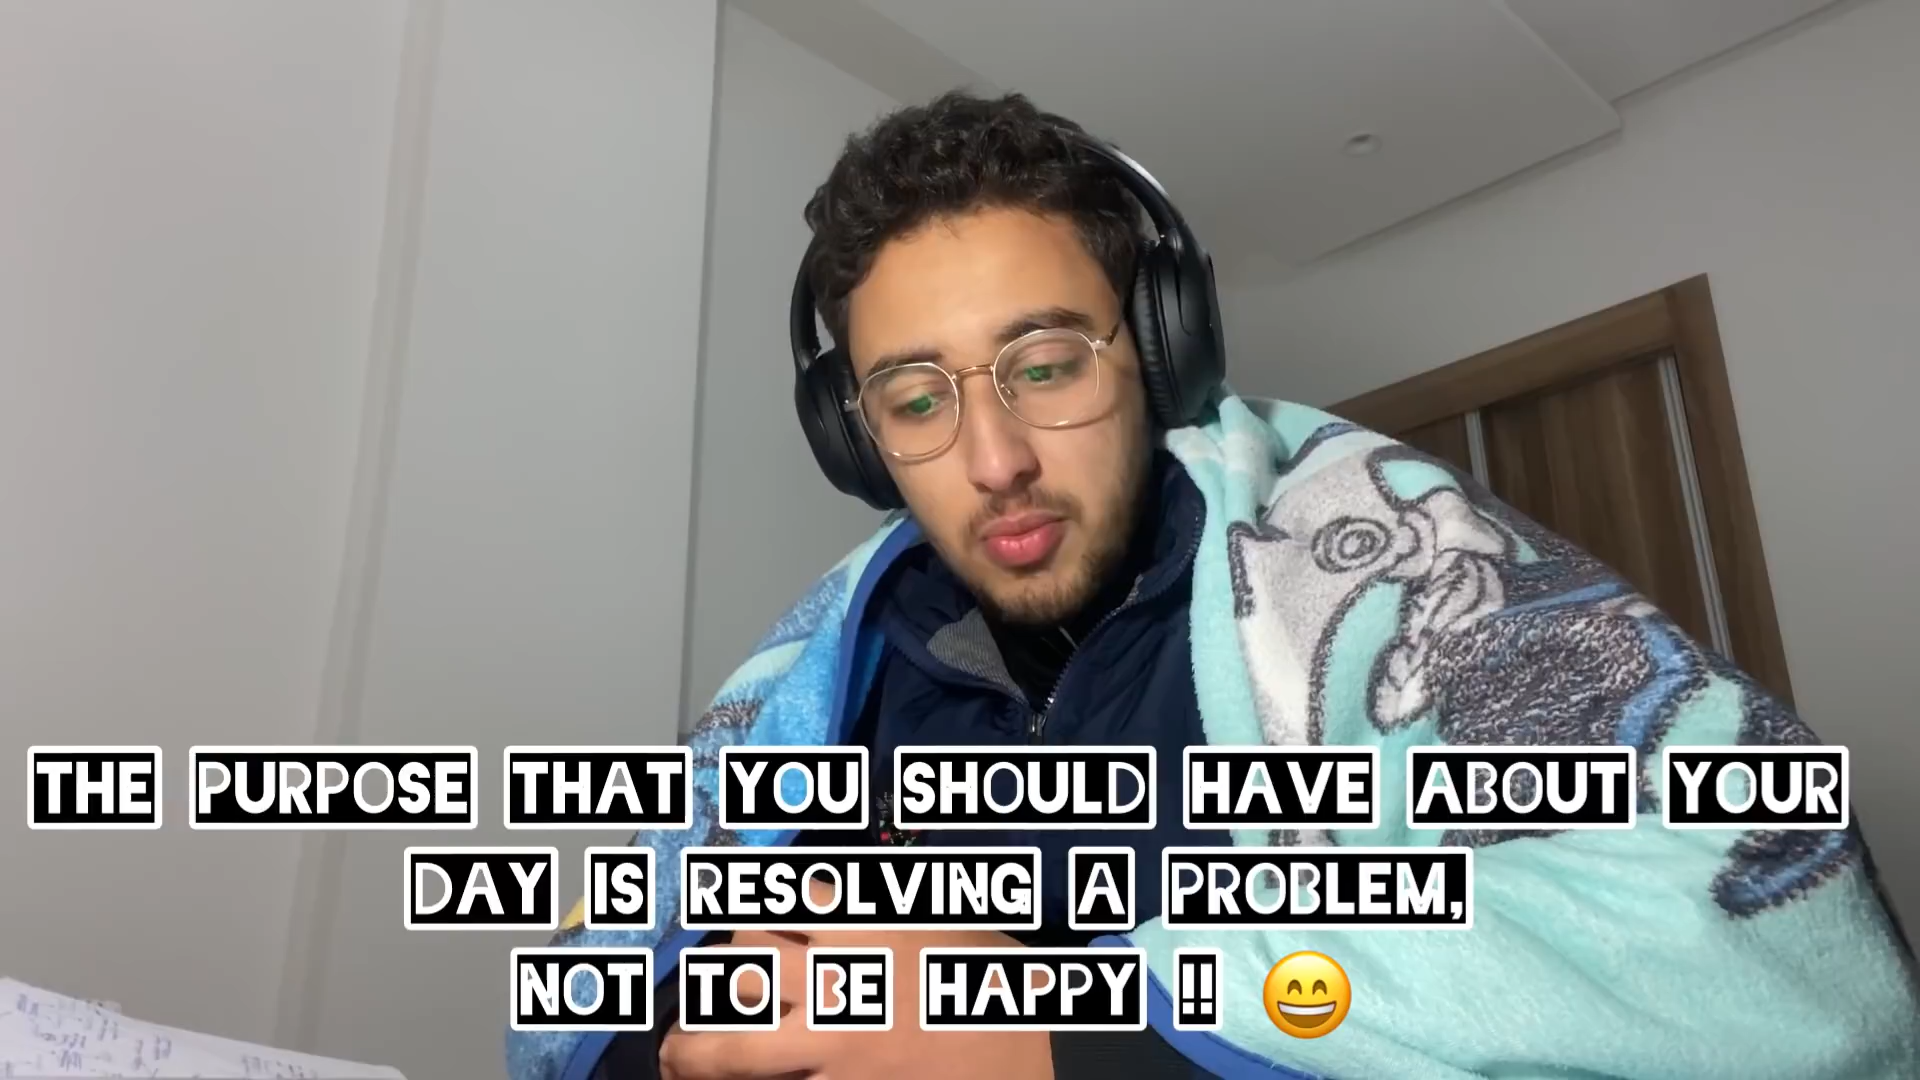 THE PURPOSE THAT YOU SHOULD HAVE ABOUT YOUR
DAY IS RESOLVING A PROBLEM,
NOT TO BE HAPPY !! 😄